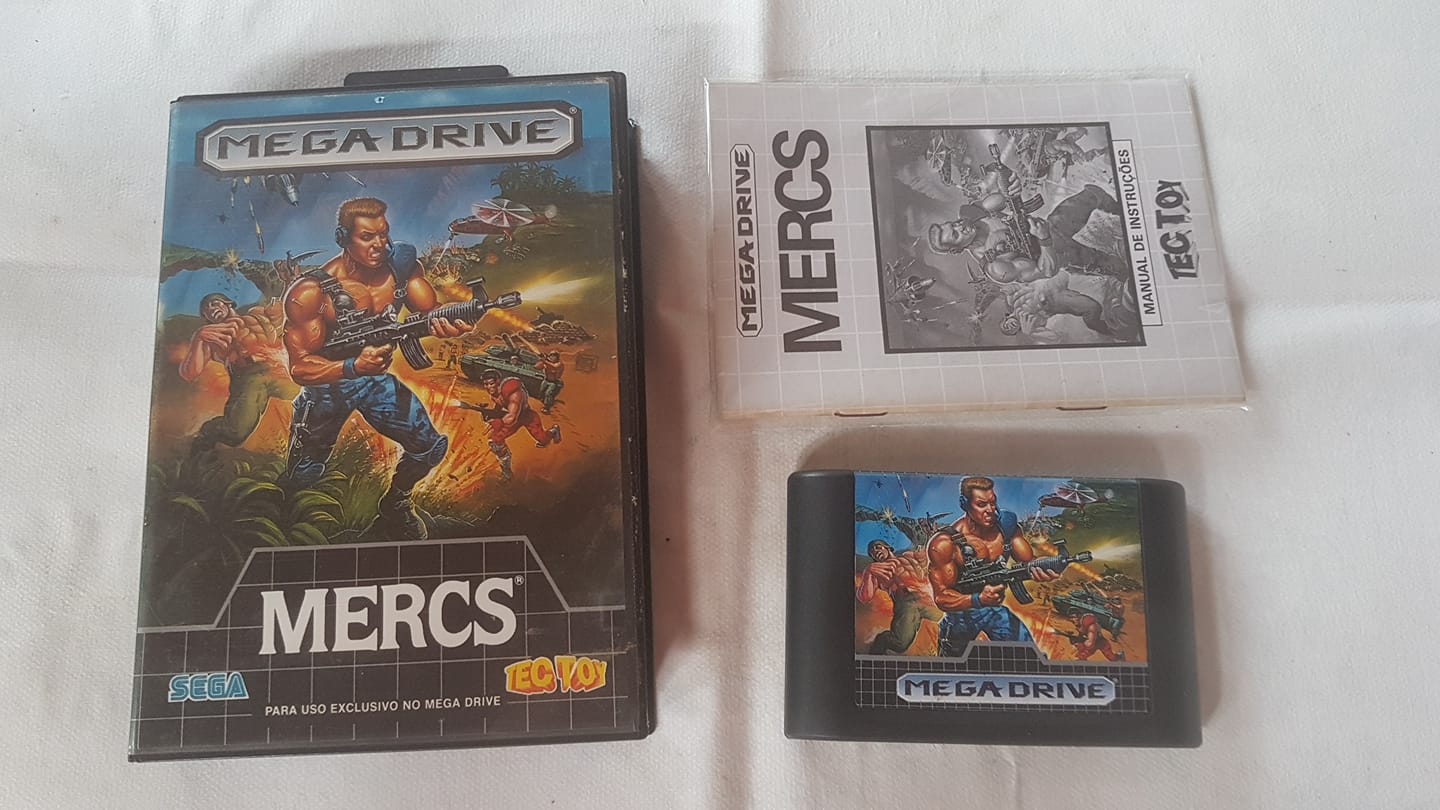 MEGA DRIVE®
MERCS®
SEGA
TEC TOY
PARA USO EXCLUSIVO NO MEGA DRIVE
MEGA DRIVE
MERCS
MANUAL DE INSTRUÇÕES
TEC TOY
MEGA DRIVE